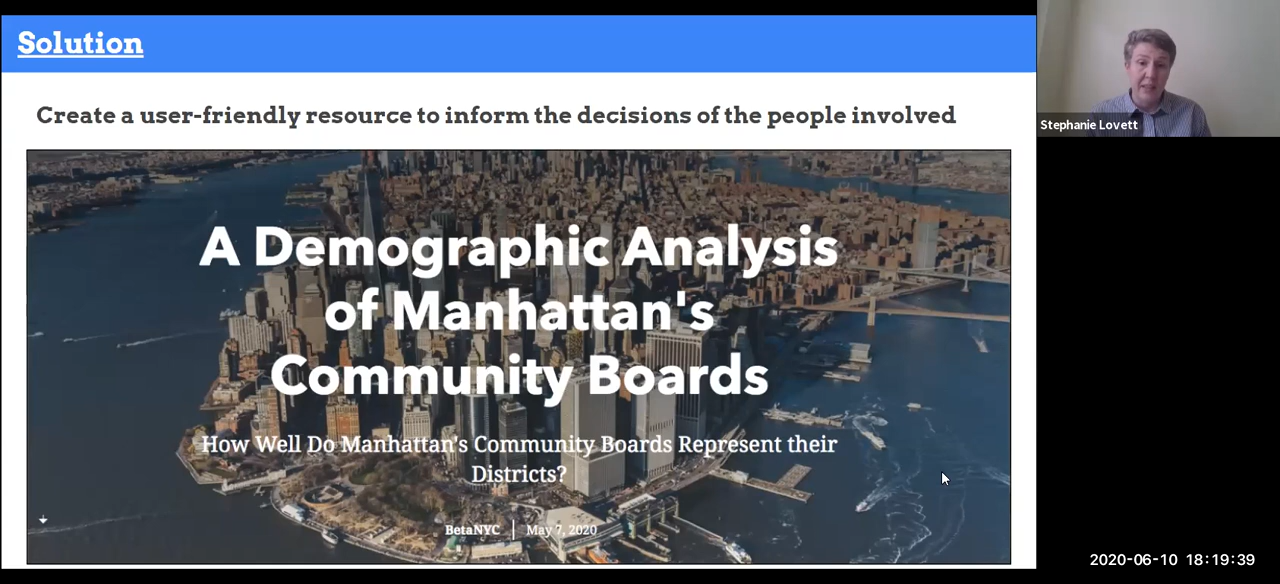 Solution
Create a user-friendly resource to inform the decisions of the people involved
A Demographic Analysis
of Manhattan's
Community Boards
How Well Do Manhattan's Community Boards Represent their
Districts?
BetaNYC | May 7, 2020
Stephanie Lovett
2020-06-10 18:19:39